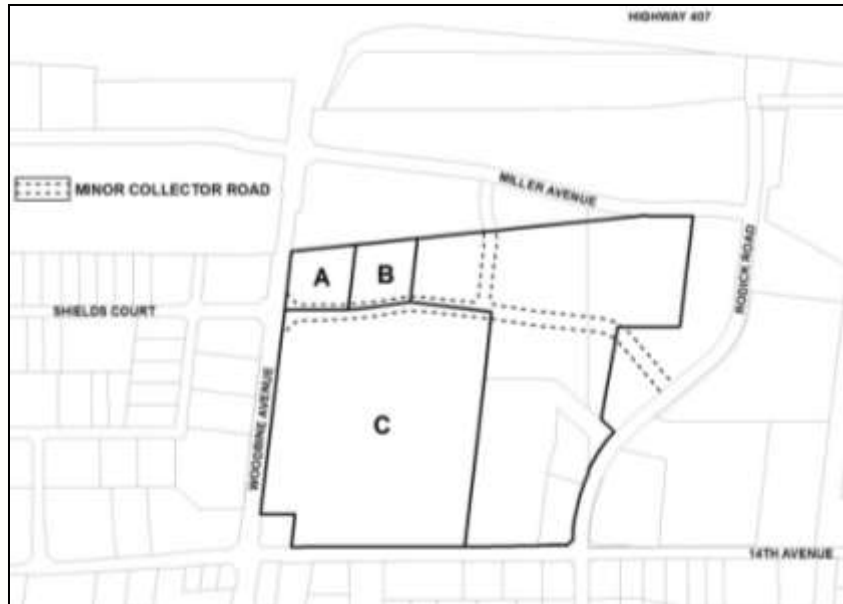 HIGHWAY 407
MILLER AVENUE
MINOR COLLECTOR ROAD
A
B
RODICK ROAD
SHIELDS COURT
WOODBINE AVENUE
C
14TH AVENUE